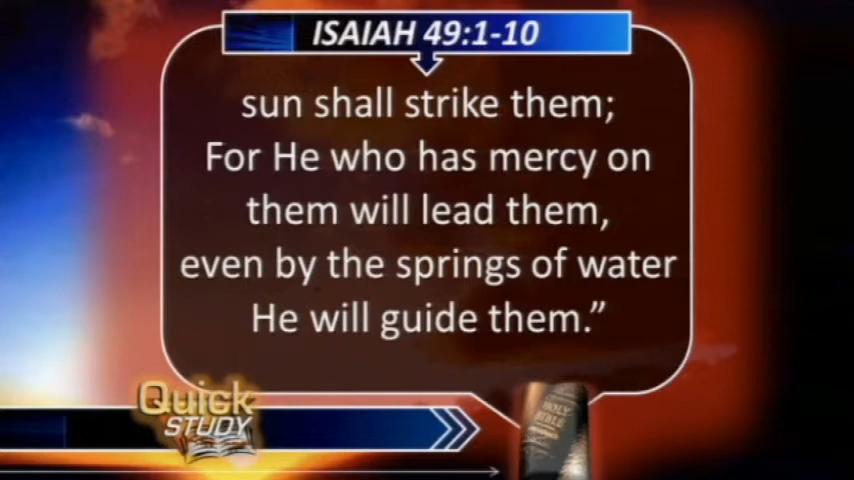 ISAIAH 49:1-10
sun shall strike them;
For He who has mercy on
them will lead them,
even by the springs of water
He will guide them.”
Quick
STUDY
HOLY
BIBLE